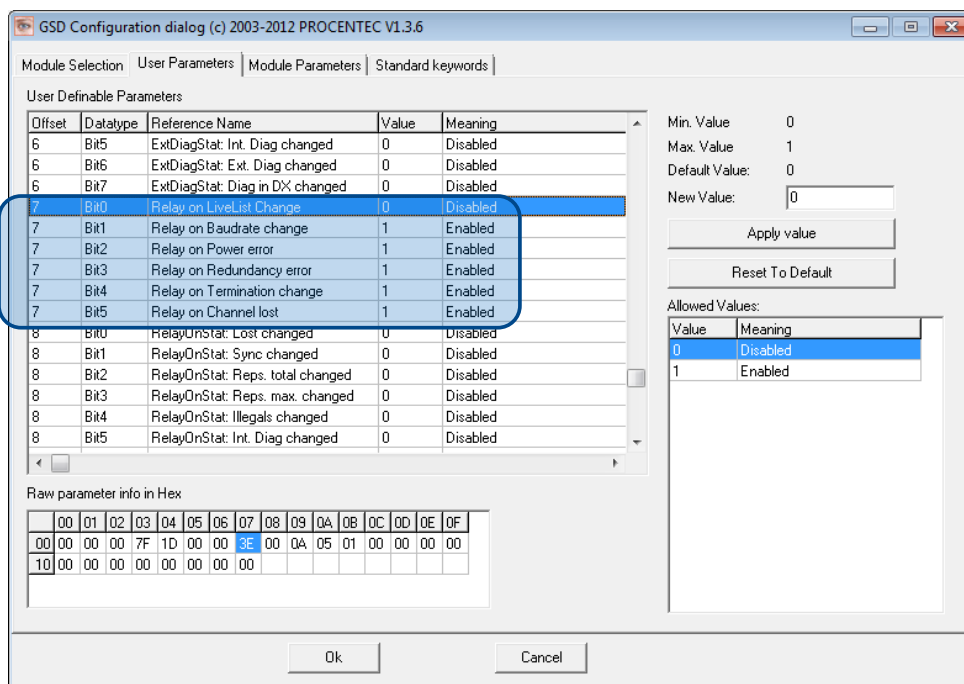 GSD Configuration dialog (c) 2003-2012 PROCENTEC V1.3.6
Module Selection User Parameters Module Parameters Standard keywords
User Definable Parameters
Offset Datatype Reference Name Value Meaning
6 Bit5 ExtDiagStat: Int. Diag changed 0 Disabled
6 Bit6 ExtDiagStat: Ext. Diag changed 0 Disabled
6 Bit7 ExtDiagStat: Diag in DX changed 0 Disabled
7 Bit0 Relay on LiveList Change 0 Disabled
7 Bit1 Relay on Baudrate change 1 Enabled
7 Bit2 Relay on Power error 1 Enabled
7 Bit3 Relay on Redundancy error 1 Enabled
7 Bit4 Relay on Termination change 1 Enabled
7 Bit5 Relay on Channel lost 1 Enabled
8 Bit0 RelayOnStat: Lost changed 0 Disabled
8 Bit1 RelayOnStat: Sync changed 0 Disabled
8 Bit2 RelayOnStat: Reps. total changed 0 Disabled
8 Bit3 RelayOnStat: Reps. max. changed 0 Disabled
8 Bit4 RelayOnStat: Illegals changed 0 Disabled
8 Bit5 RelayOnStat: Int. Diag changed 0 Disabled
Min. Value 0
Max. Value 1
Default Value: 0
New Value: 0
Apply value
Reset To Default
Allowed Values:
Value Meaning
0 Disabled
1 Enabled
Raw parameter info in Hex
00 01 02 03 04 05 06 07 08 09 0A 0B 0C 0D 0E 0F
00 00 00 00 7F 1D 00 00 3E 00 0A 05 01 00 00 00 00
10 00 00 00 00 00 00 00 00
Ok Cancel